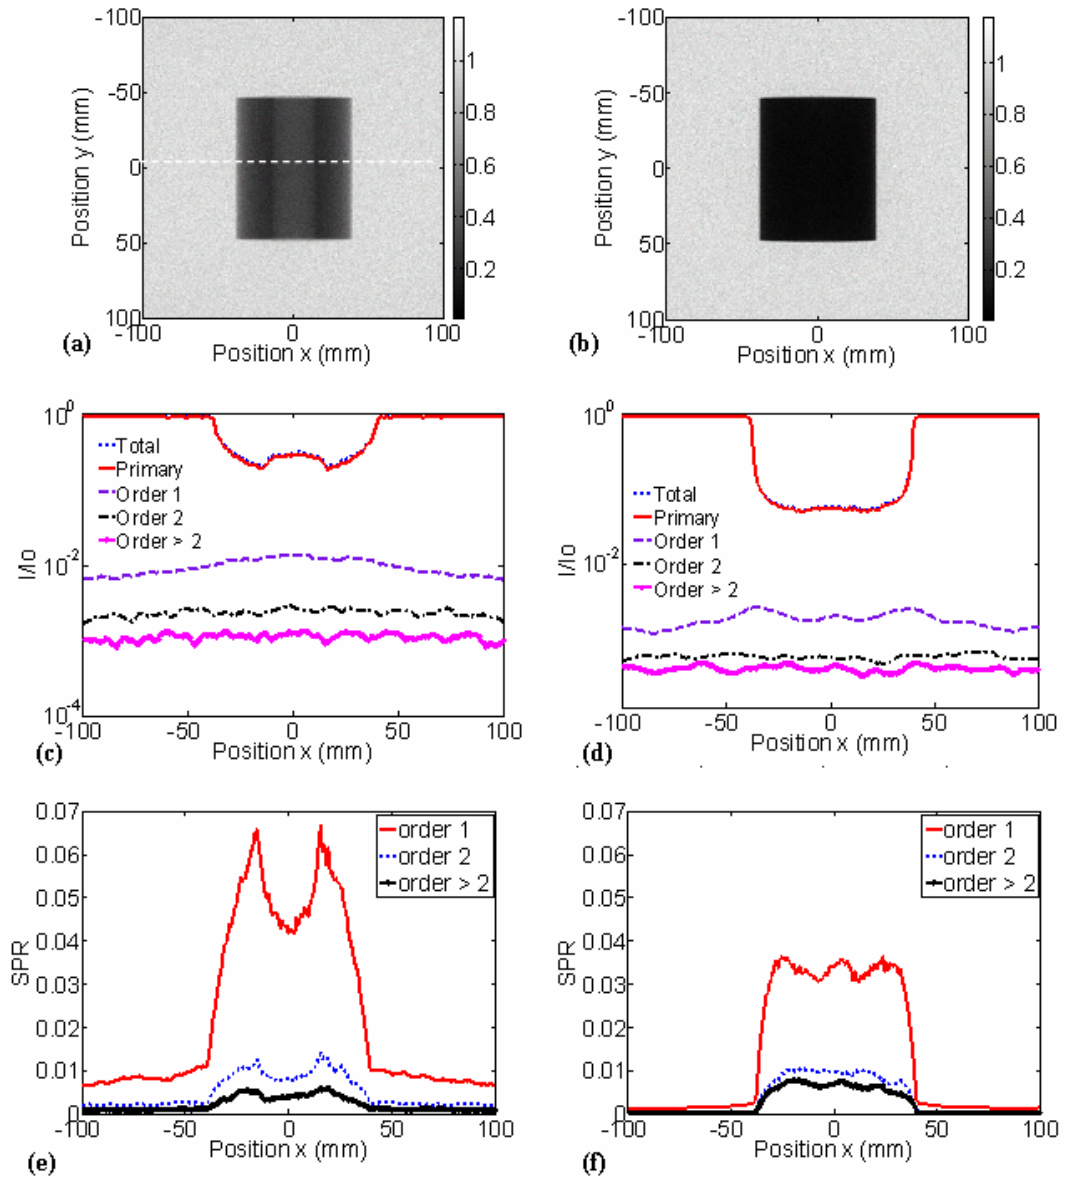 -100
-50
0
50
100
Position y (mm)
-100
0
100
Position x (mm)
1
0.8
0.6
0.4
0.2
(a)
-100
-50
0
50
100
Position y (mm)
-100
0
100
Position x (mm)
1
0.8
0.6
0.4
0.2
(b)
10^0
10^-2
10^-4
I/Io
Total
Primary
Order 1
Order 2
Order > 2
-100 -50 0 50 100
Position x (mm)
(c)
10^0
10^-2
I/Io
Total
Primary
Order 1
Order 2
Order > 2
-100 -50 0 50 100
Position x (mm)
(d)
0.07
0.06
0.05
0.04
0.03
0.02
0.01
0
SPR
order 1
order 2
order > 2
-100 -50 0 50 100
Position x (mm)
(e)
0.07
0.06
0.05
0.04
0.03
0.02
0.01
0
SPR
order 1
order 2
order > 2
-100 -50 0 50 100
Position x (mm)
(f)